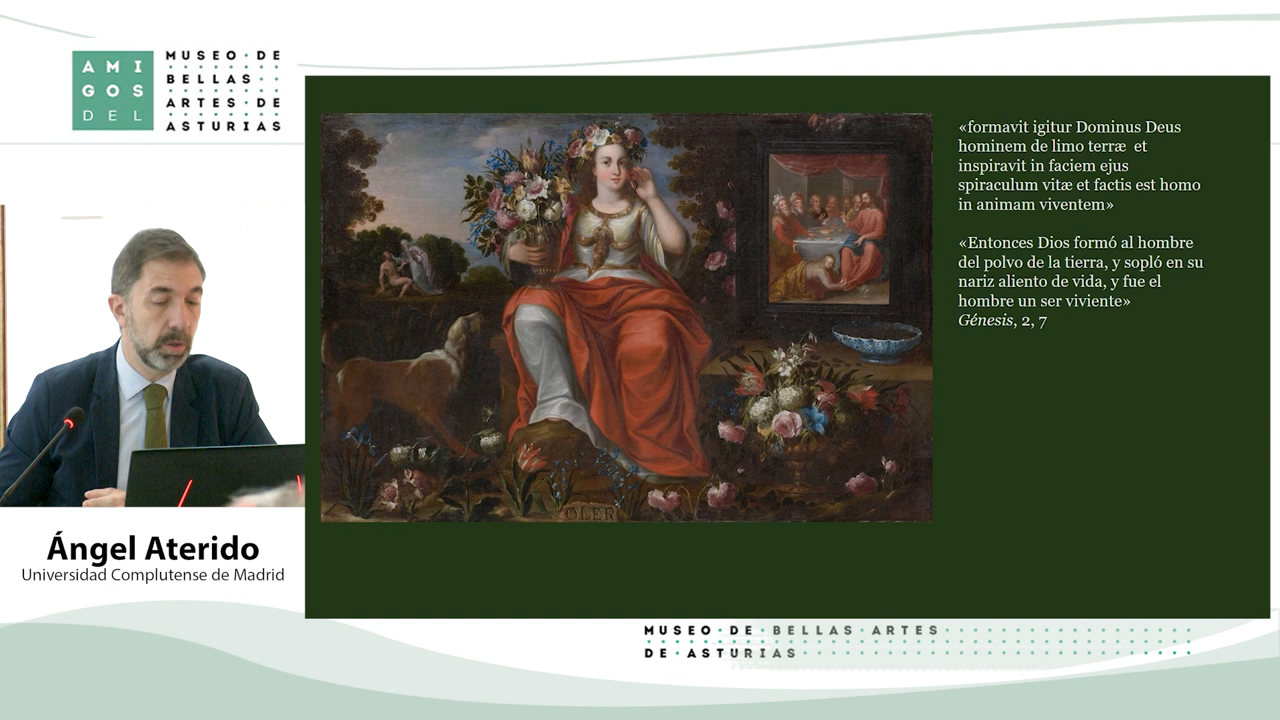 AMI
GOS
DEL
MUSEO DE
BELLAS
ARTES DE
ASTURIAS
«formavit igitur Dominus Deus
hominem de limo terræ et
inspiravit in faciem ejus
spiraculum vitæ et factis est homo
in animam viventem»
«Entonces Dios formó al hombre
del polvo de la tierra, y sopló en su
nariz aliento de vida, y fue el
hombre un ser viviente»
Génesis, 2, 7
OLER
Ángel Aterido
Universidad Complutense de Madrid
MUSEO DE BELLAS ARTES
DE ASTURIAS